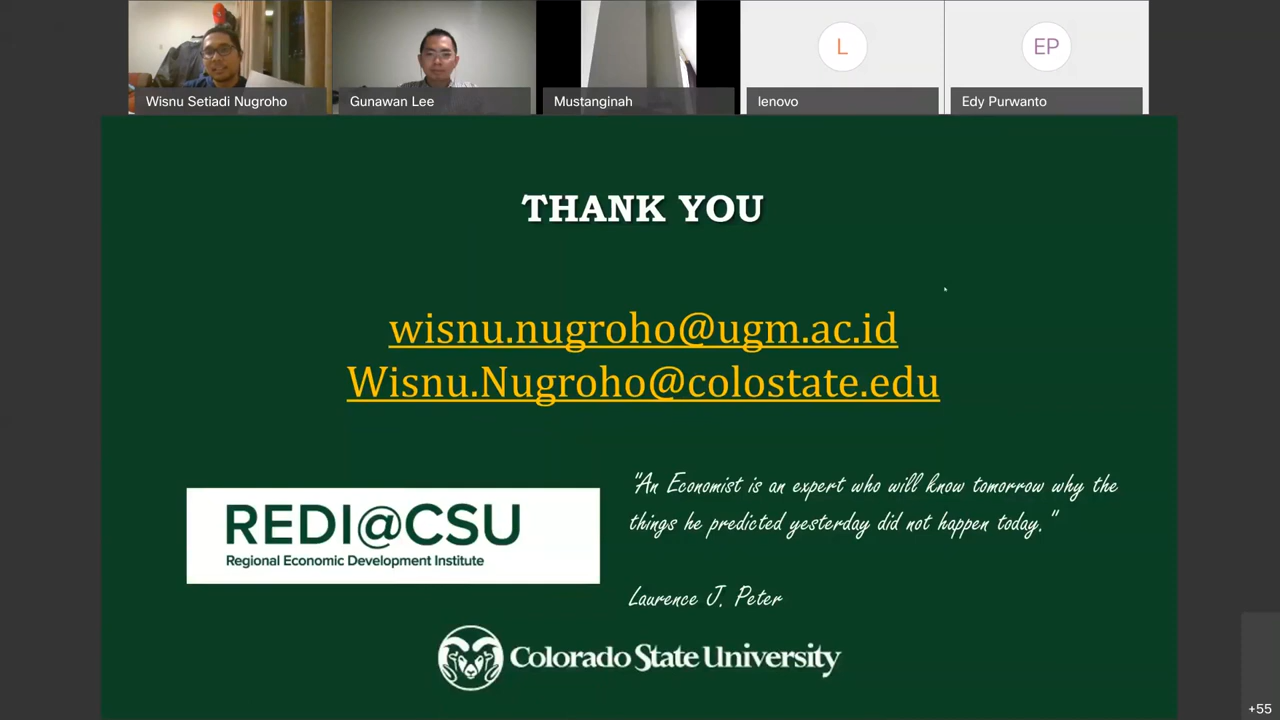 Wisnu Setiadi Nugroho
Gunawan Lee
Mustanginah
L
lenovo
EP
Edy Purwanto
THANK YOU
wisnu.nugroho@ugm.ac.id
Wisnu.Nugroho@colostate.edu
REDI@CSU
Regional Economic Development Institute
"An Economist is an expert who will know tomorrow why the
things he predicted yesterday did not happen today."
Laurence J. Peter
Colorado State University
+55